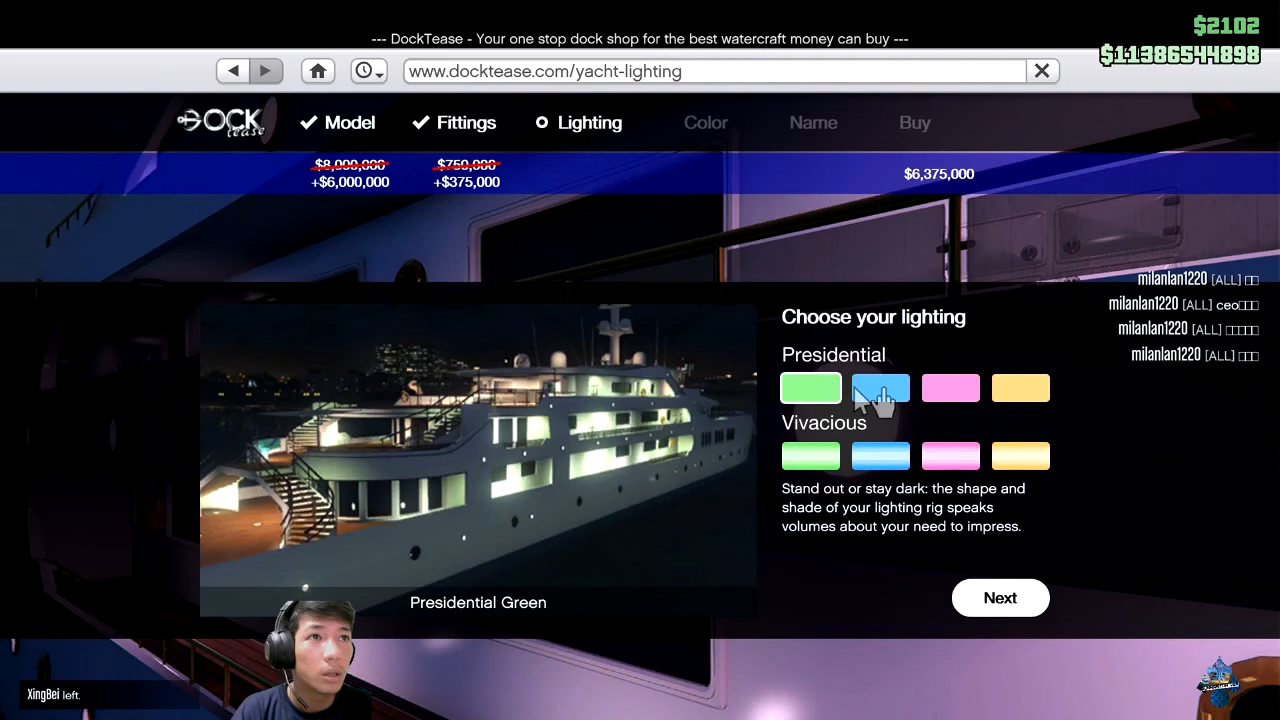 $2102
--- DockTease - Your one stop dock shop for the best watercraft money can buy ---
$11386544898
www.docktease.com/yacht-lighting
DOCK tease
Model
Fittings
Lighting
Color
Name
Buy
$8,000,000
$750,000
+$6,000,000
+$375,000
$6,375,000
milanlan1220 [ALL] □□
milanlan1220 [ALL] ceo□□□
milanlan1220 [ALL] □□□□□
milanlan1220 [ALL] □□□
Choose your lighting
Presidential
Vivacious
Stand out or stay dark: the shape and
shade of your lighting rig speaks
volumes about your need to impress.
Presidential Green
Next
XingBei left.